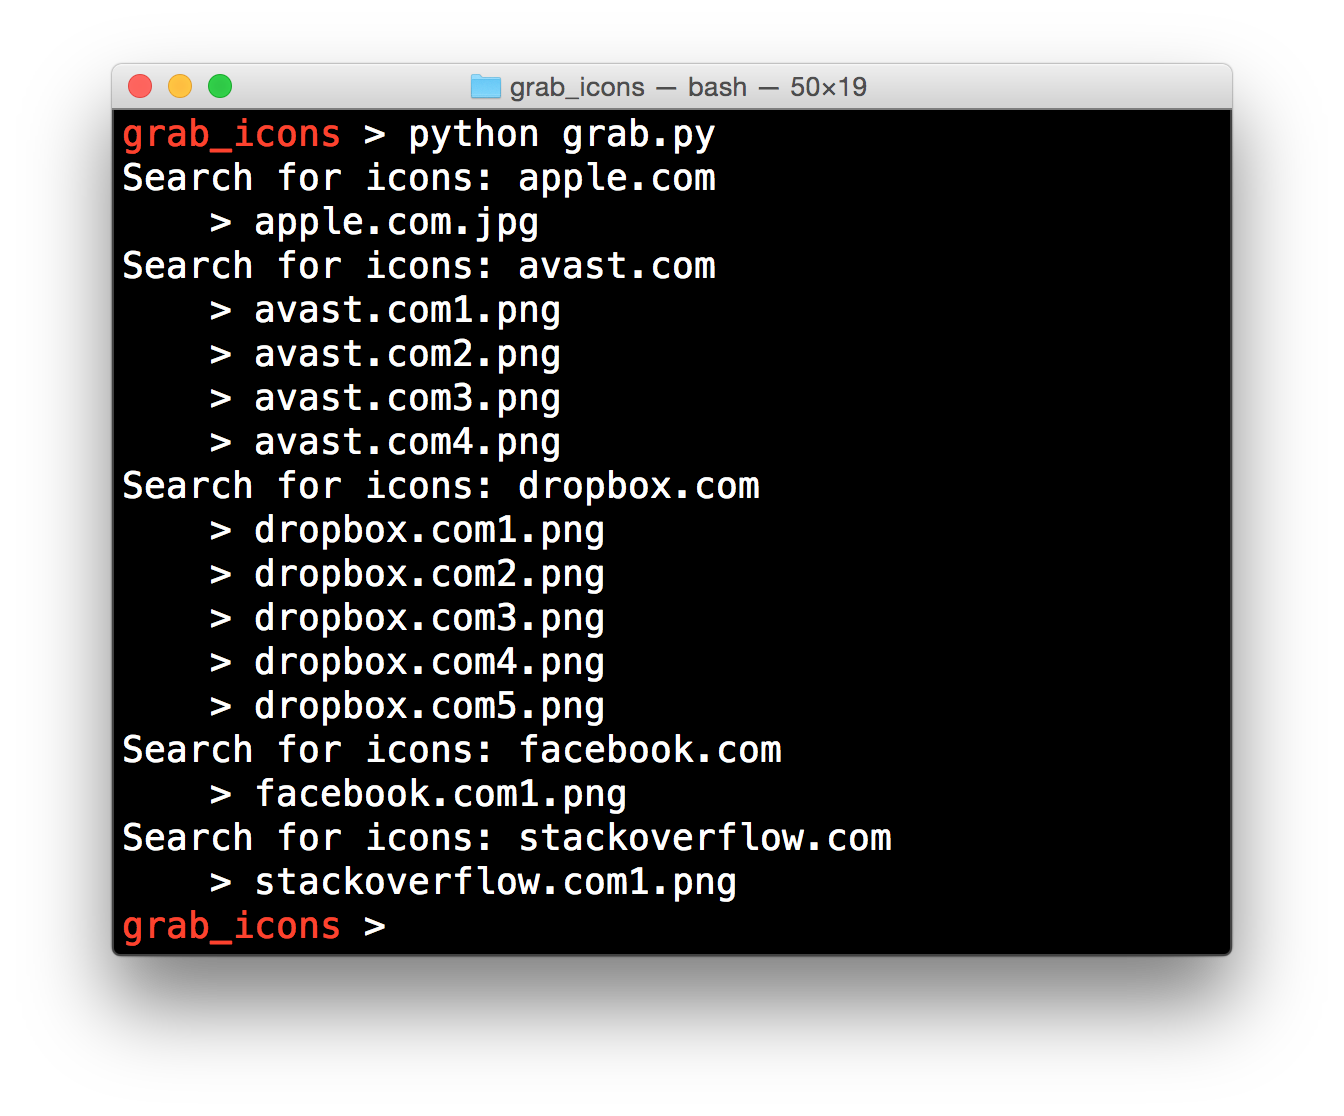 grab_icons — bash — 50×19
grab_icons > python grab.py
Search for icons: apple.com
    > apple.com.jpg
Search for icons: avast.com
    > avast.com1.png
    > avast.com2.png
    > avast.com3.png
    > avast.com4.png
Search for icons: dropbox.com
    > dropbox.com1.png
    > dropbox.com2.png
    > dropbox.com3.png
    > dropbox.com4.png
    > dropbox.com5.png
Search for icons: facebook.com
    > facebook.com1.png
Search for icons: stackoverflow.com
    > stackoverflow.com1.png
grab_icons >